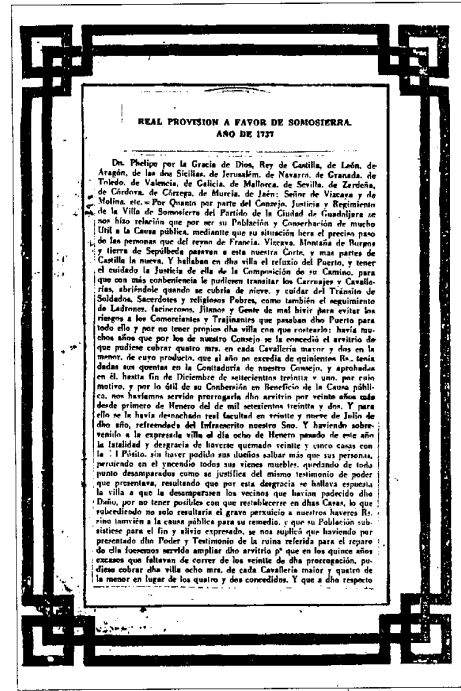 REAL PROVISION A FAVOR DE SOMOSIERRA.
AÑO DE 1737
Dn. Phelipe por la Gracia de Dios, Rey de Castilla, de León, de
Aragón, de las dos Sicilias, de Jerusalém, de Navarra, de Granada, de
Toledo, de Valencia, de Galicia, de Mallorca, de Sevilla, de Zerdeña,
de Córdova, de Córzega, de Murcia, de Jaén; Señor de Vizcaya y de
Molina, etc.=Por Quanto por parte del Conzejo, Justicia y Regimiento
de la Villa de Somosierra del Partido de la Ciudad de Guadaljara se
nos hizo relación que por ser su Población y Conserbación de mucho
Util a la Causa pública, mediante que su situación hera el preciso paso
de las personas que del reyno de Francia, Vizcaya, Montaña de Burgos
y tierra de Sepúlbeda pasavan a esta nuestra Corte, y mas partes de
Castilla la nueva. Y hallaban en dha villa el refuxio del Puerto, y tener
el cuidado la Justicia de ella de la Composición de su Camino, para
que con más conbeniencia le pudiesen transitar los Carruajes y Cavalle-
rías, abriéndole quando se cubría de nieve, y cuidar del Tránsito de
Soldados, Sacerdotes y religiosos Pobres, como también el seguimiento
de Ladrones, facinerosos, Jitanos y Gente de mal bivir para evitar los
riesgos a los Comerciantes y Trajinantes que pasaban dho Puerto para
todo ello y por no tener propios dha villa con que costearlo; havía mu-
chos años que por los de nuestro Consejo se la concedió el arvitrio de
que pudiese cobrar quatro mrs. en cada Cavallería mayor y dos en la
menor, de cuyo producto, que al año no excedía de quinientos Rs., tenía
dadas sus quentas en la Contaduría de nuestro Consejo, y aprobadas
en él, hasta fin de Diciembre de setecientos treinta y uno, por cuio
motivo, y por lo útil de su Conberssión en Beneficio de la Causa públi-
ca, nos havíamos servido prorrogarla dho arvitrio por veinte años más
desde primero de Henero del de mil setezientos treinta y dos. Y para
ello se la havía despachado real facultad en veinte y nueve de Julio de
dho año, refrendada del Infraescrito nuestro Sno. Y haviendo sobre-
venido a la expresada villa el día ocho de Henero pasado de este año
la fatalidad y desgracia de haverse quemado veinte y cinco casas con
la Pósito, sin haver podido sus dueños salbar más que sus personas,
perdiendo en el yncendio todos sus vienes muebles, quedando de todo
punto desamparados como se justifica del mismo testimonio de poder
que presentava, resultando que por esta desgracia se hallava espuesta
la villa a que la desamparasen los vecinos que havían padecido dho
Daño, por no tener posibles con que reestablecerse en dhas Casas, lo que
subcediendo no solo resultaría el grave perxuicio a nuestros haveres Rs.
sino tamvién a la causa pública para su remedio, y que su Población sub-
sistiese para el fin y alivio expresado, se nos suplicó que haviendo por
presentado dho Poder y Testimonio de la ruina referida para el reparo
de ella fuesemos servido ampliar dho arvitrio pª que en los quince años
escasos que faltavan de correr de los veinte de dha prorrogación, pu-
diese cobrar dha villa ocho mrs. de cada Cavallería maior y quatro de
la menor en lugar de los quatro y dos concedidos. Y que a dho respecto